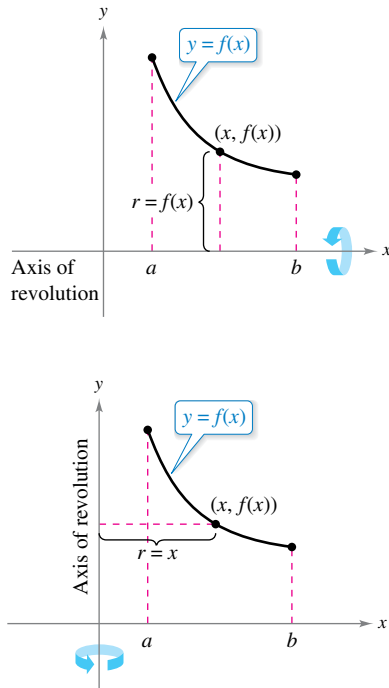 y
y = f(x)
(x, f(x))
r = f(x)
x
Axis of
revolution
a
b
y
y = f(x)
Axis of revolution
(x, f(x))
r = x
x
a
b